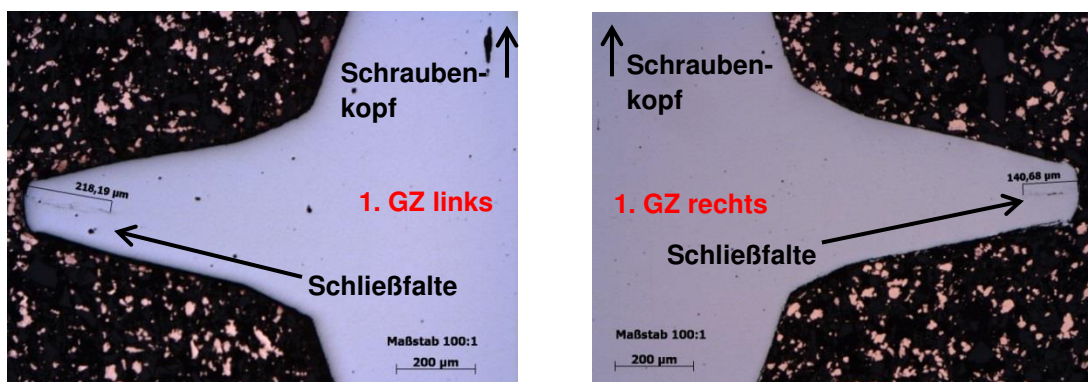 Schrauben-
kopf
218,19 µm
1. GZ links
Schließfalte
Maßstab 100:1
200 µm
Schrauben-
kopf
140,68 µm
1. GZ rechts
Schließfalte
Maßstab 100:1
200 µm